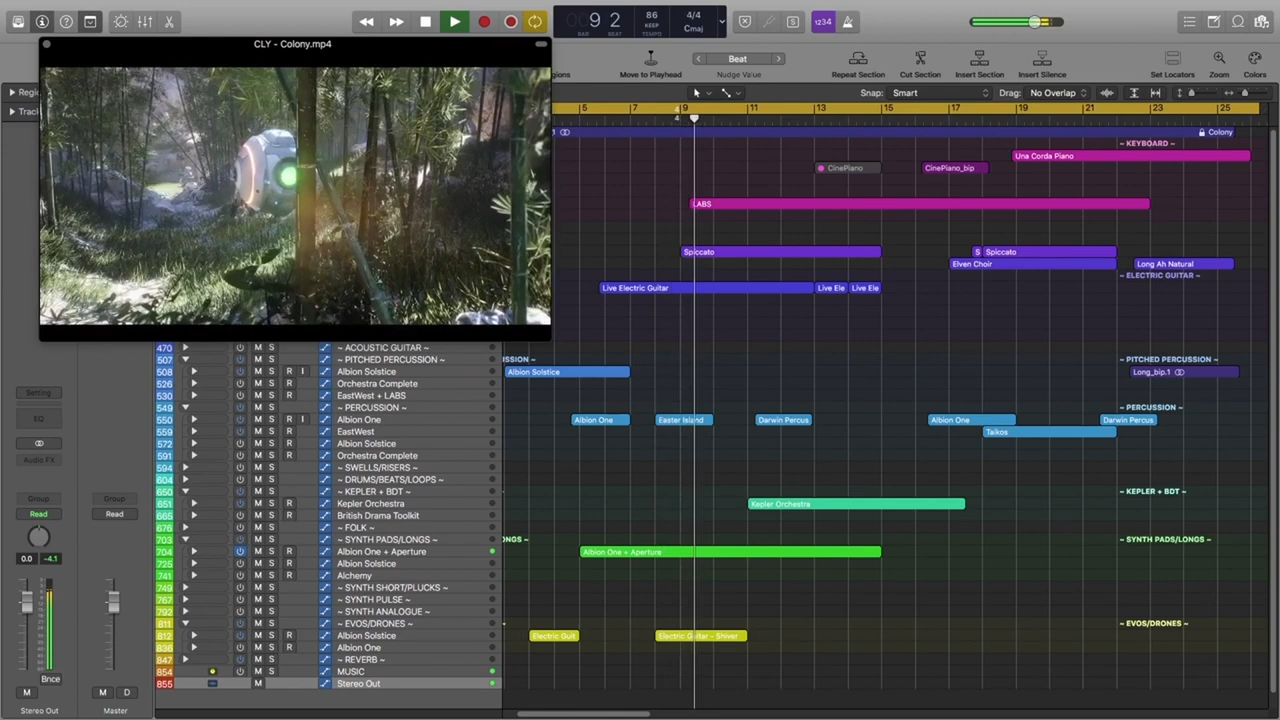 9 2
BAR BEAT
86
KEEP
TEMPO
4/4
Cmaj
S
1234
CLY - Colony.mp4
Move to Playhead
Beat
Nudge Value
Repeat Section
Cut Section
Insert Section
Insert Silence
Set Locators
Zoom
Colors
Snap: Smart
Drag: No Overlap
5 7 9 11 13 15 17 19 21 23 25
4
4
Colony
~ KEYBOARD ~
Una Corda Piano
CinePiano
CinePiano_bip
LABS
Spiccato
S
Spiccato
Elven Choir
Long Ah Natural
~ ELECTRIC GUITAR ~
Live Electric Guitar
Live Ele
Live Ele
470 M S ~ ACOUSTIC GUITAR ~
507 M S ~ PITCHED PERCUSSION ~
SSION ~
~ PITCHED PERCUSSION ~
508 M S R I Albion Solstice
Albion Solstice
Long_bip.1
526 M S R Orchestra Complete
530 M S R EastWest + LABS
549 M S ~ PERCUSSION ~
~ PERCUSSION ~
550 M S R I Albion One
Albion One
Easter Island
Darwin Percus
Albion One
Darwin Percus
559 M S R EastWest
Taikos
572 M S Albion Solstice
591 M S R Orchestra Complete
594 M S ~ SWELLS/RISERS ~
604 M S ~ DRUMS/BEATS/LOOPS ~
650 M S ~ KEPLER + BDT ~
~ KEPLER + BDT ~
651 M S R Kepler Orchestra
Kepler Orchestra
665 M S R British Drama Toolkit
676 M S ~ FOLK ~
703 M S ~ SYNTH PADS/LONGS ~
ONGS ~
~ SYNTH PADS/LONGS ~
704 M S R Albion One + Aperture
Albion One + Aperture
725 M S R Albion Solstice
741 M S R Alchemy
749 M S ~ SYNTH SHORT/PLUCKS ~
767 M S ~ SYNTH PULSE ~
792 M S ~ SYNTH ANALOGUE ~
811 M S ~ EVOS/DRONES ~
~ EVOS/DRONES ~
812 M S R Albion Solstice
Electric Guit
Electric Guitar - Shiver
836 M S R Albion One
847 M S ~ REVERB ~
854 M S MUSIC
855 M Stereo Out
Setting
EQ
Audio FX
Group
Group
Read
Read
0.0
-4.1
Bnce
M
M D
Stereo Out
Master